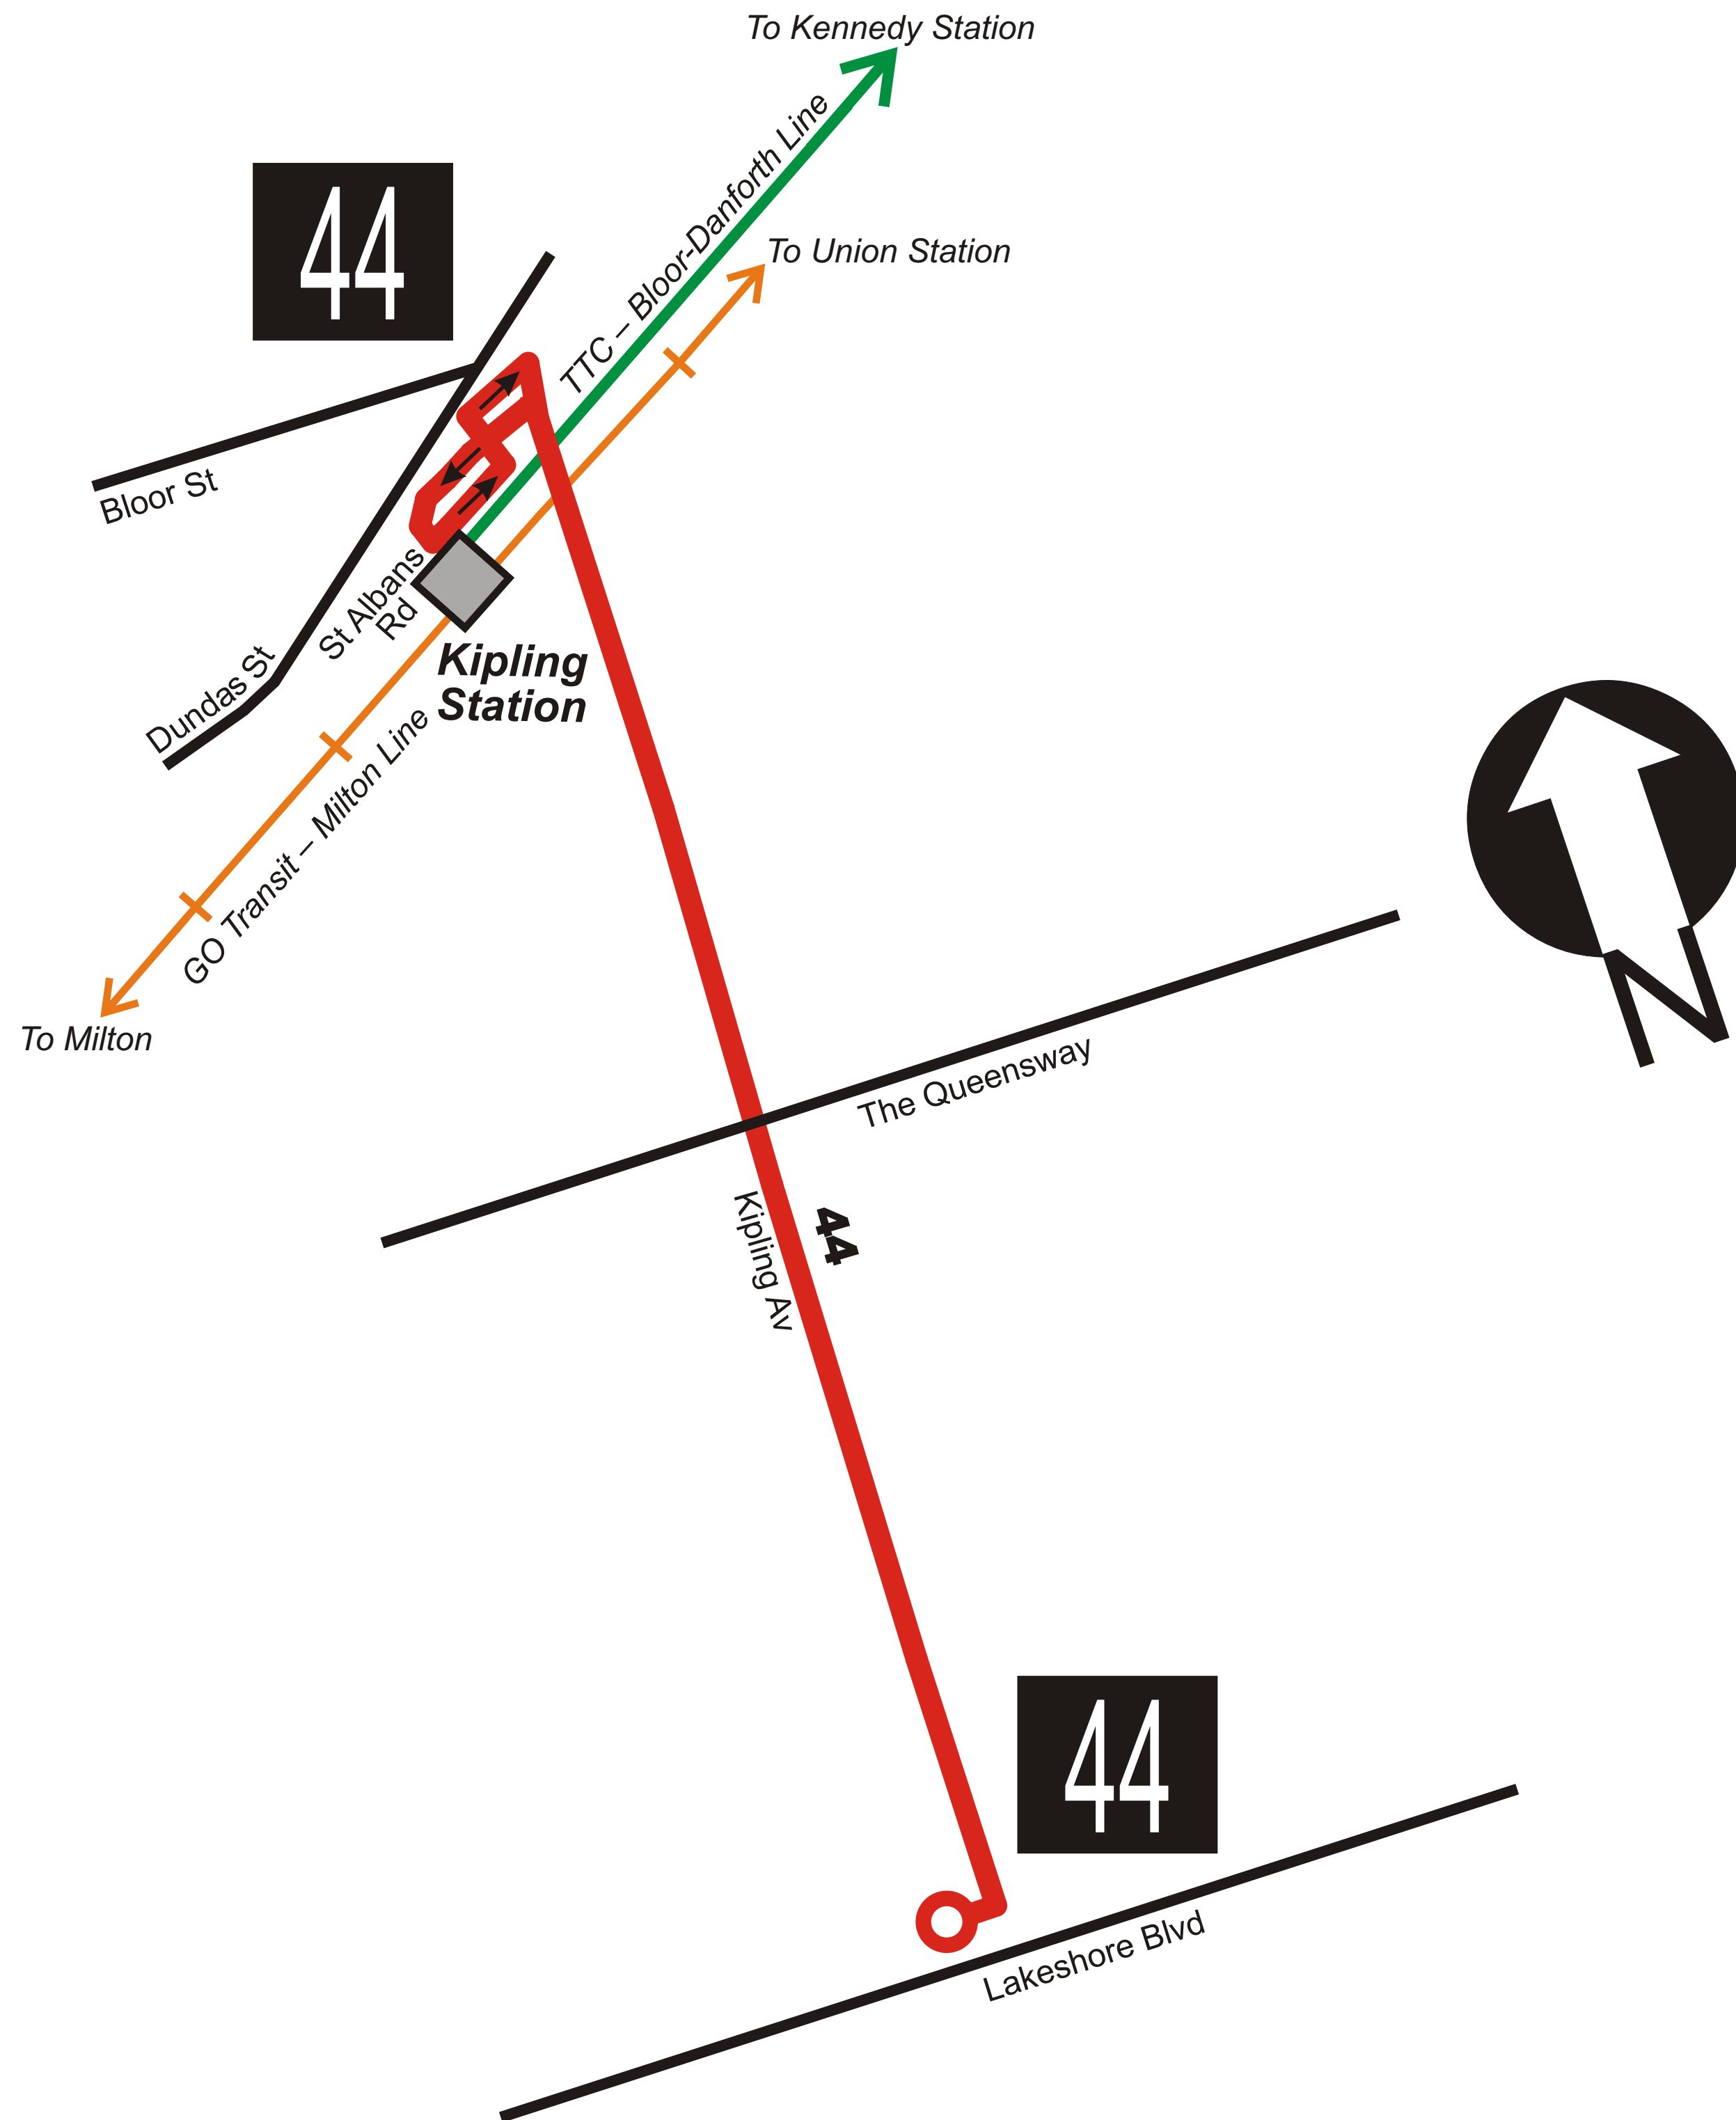 To Kennedy Station
TTC – Bloor-Danforth Line
44
To Union Station
Bloor St
St Albans
Rd
Dundas St
Kipling
Station
GO Transit – Milton Line
To Milton
N
The Queensway
Kipling Av
44
44
Lakeshore Blvd